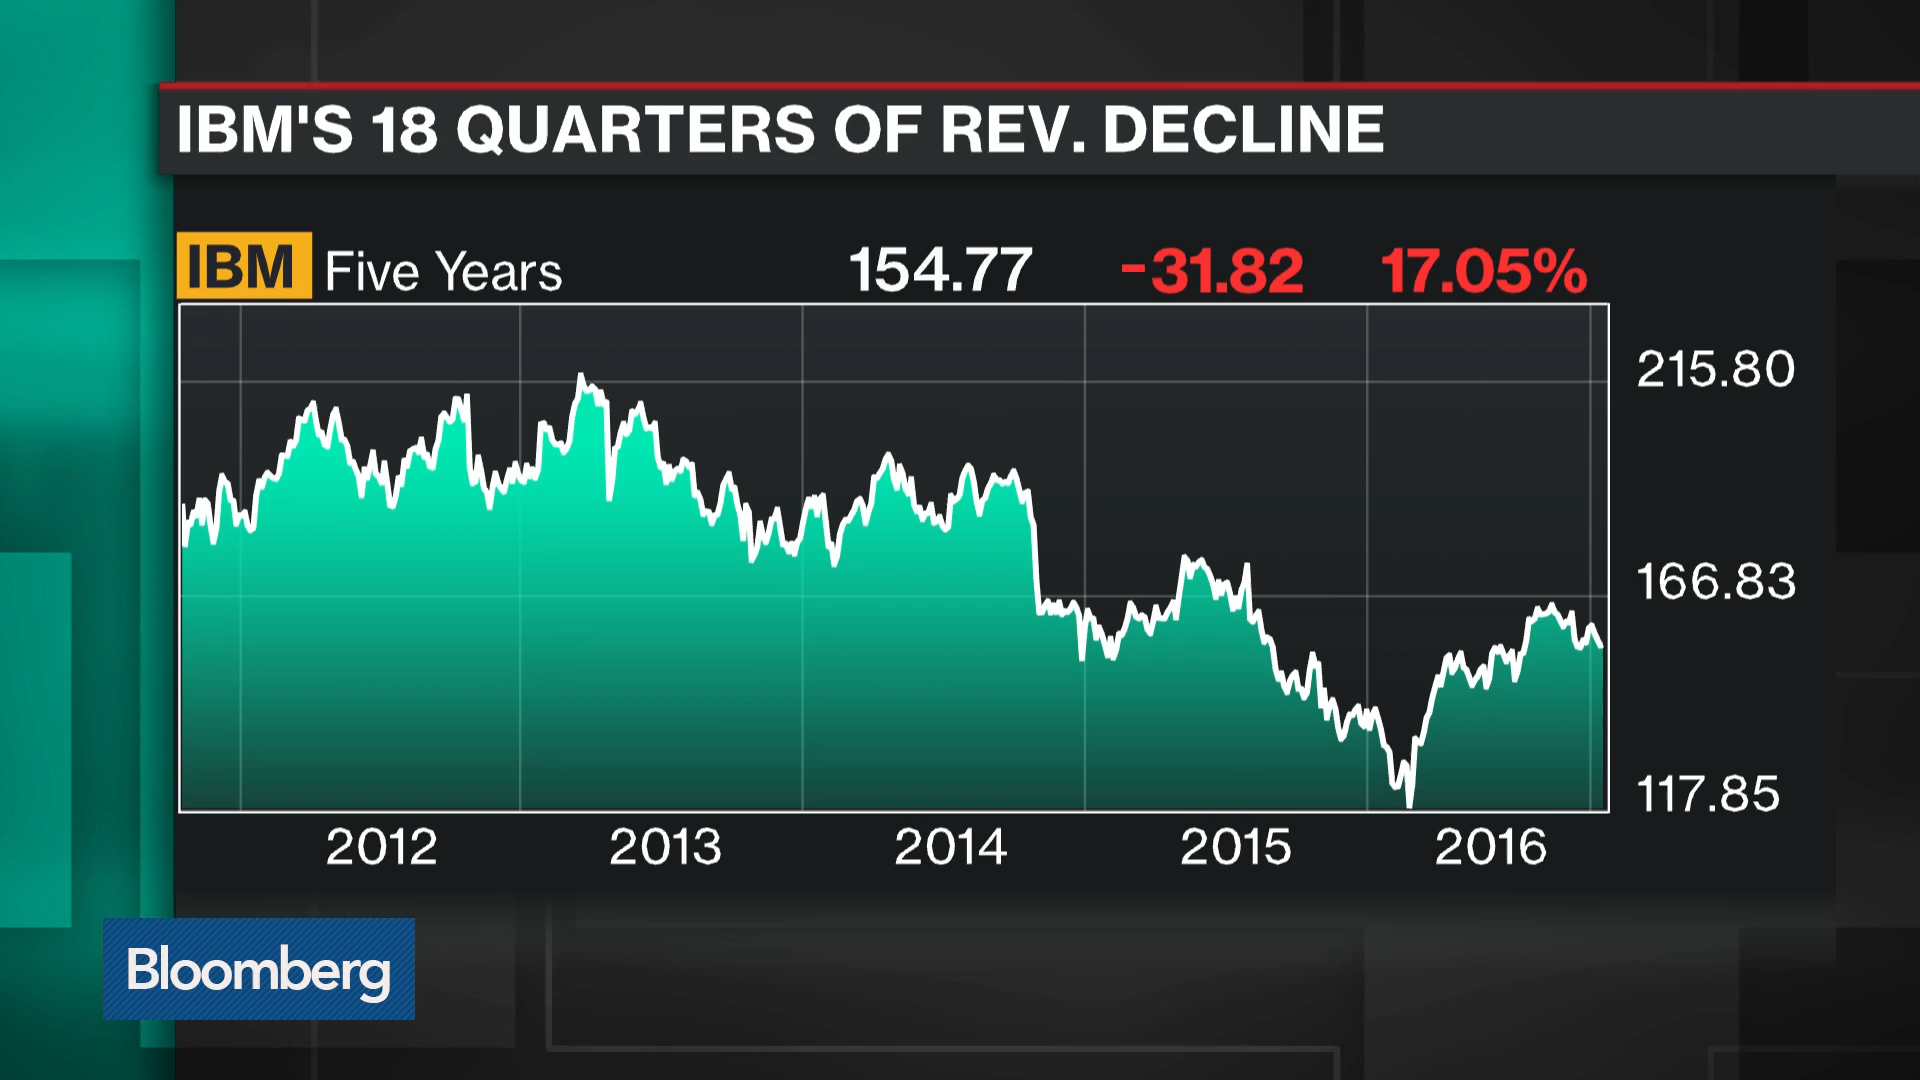 IBM'S 18 QUARTERS OF REV. DECLINE
IBM Five Years 154.77 -31.82 17.05%
215.80
166.83
117.85
2012 2013 2014 2015 2016
Bloomberg